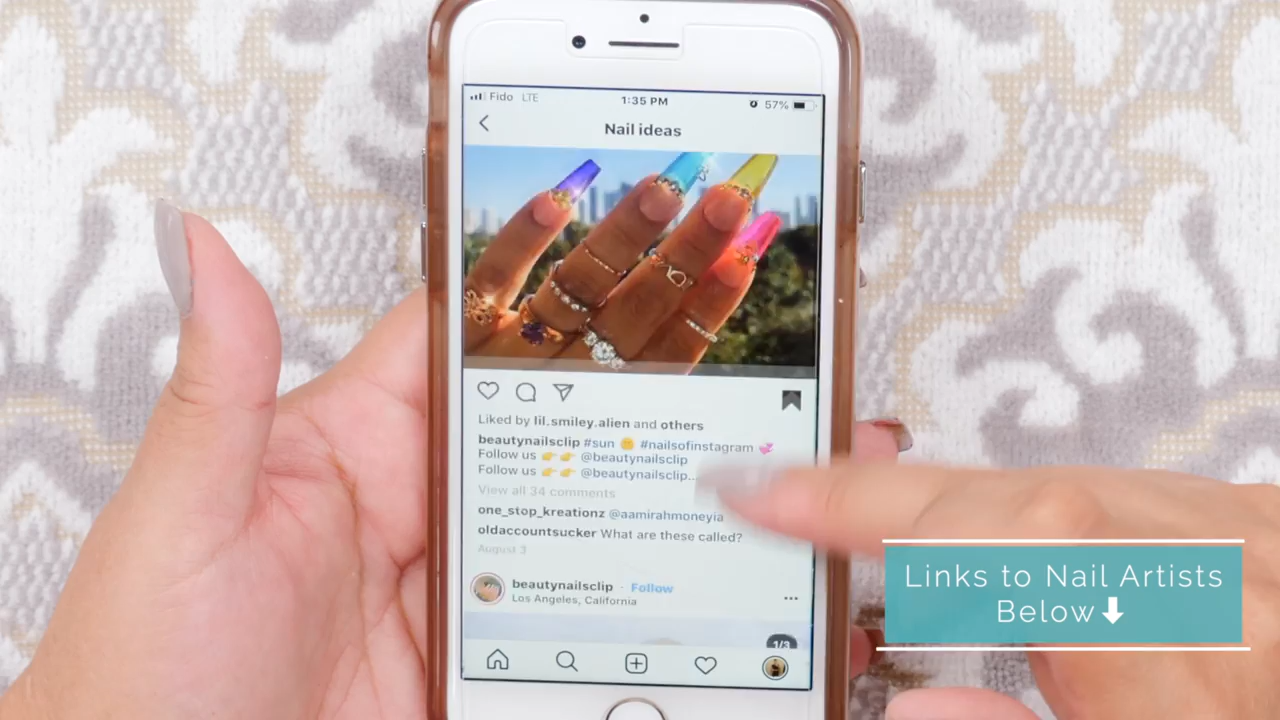 Fido LTE 1:35 PM 57%
Nail ideas
Liked by lil.smiley.alien and others
beautynailsclip #sun 🌞 #nailsofinstagram 💞
Follow us 👉👉 @beautynailsclip
Follow us 👉👉 @beautynailsclip...
View all 34 comments
one_stop_kreationz @aamirahmoneyia
oldaccountsucker What are these called?
August 3
beautynailsclip · Follow
Los Angeles, California
1/3
Links to Nail Artists
Below⬇